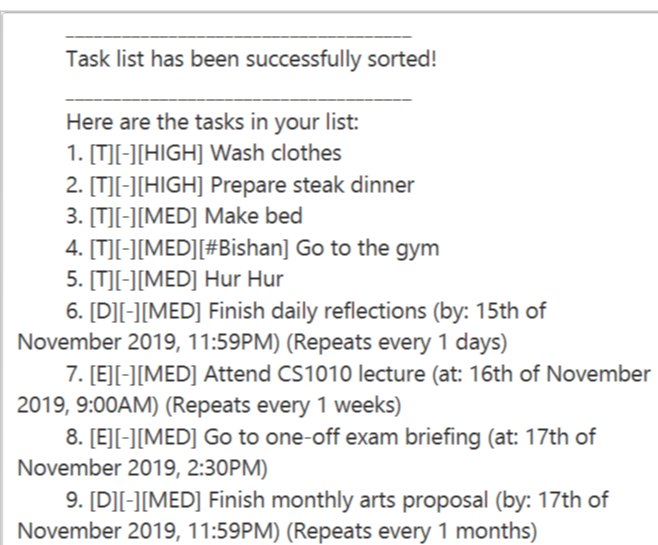 ____________________________________
Task list has been successfully sorted!
____________________________________
Here are the tasks in your list:
1. [T][-][HIGH] Wash clothes
2. [T][-][HIGH] Prepare steak dinner
3. [T][-][MED] Make bed
4. [T][-][MED][#Bishan] Go to the gym
5. [T][-][MED] Hur Hur
6. [D][-][MED] Finish daily reflections (by: 15th of
November 2019, 11:59PM) (Repeats every 1 days)
7. [E][-][MED] Attend CS1010 lecture (at: 16th of November
2019, 9:00AM) (Repeats every 1 weeks)
8. [E][-][MED] Go to one-off exam briefing (at: 17th of
November 2019, 2:30PM)
9. [D][-][MED] Finish monthly arts proposal (by: 17th of
November 2019, 11:59PM) (Repeats every 1 months)